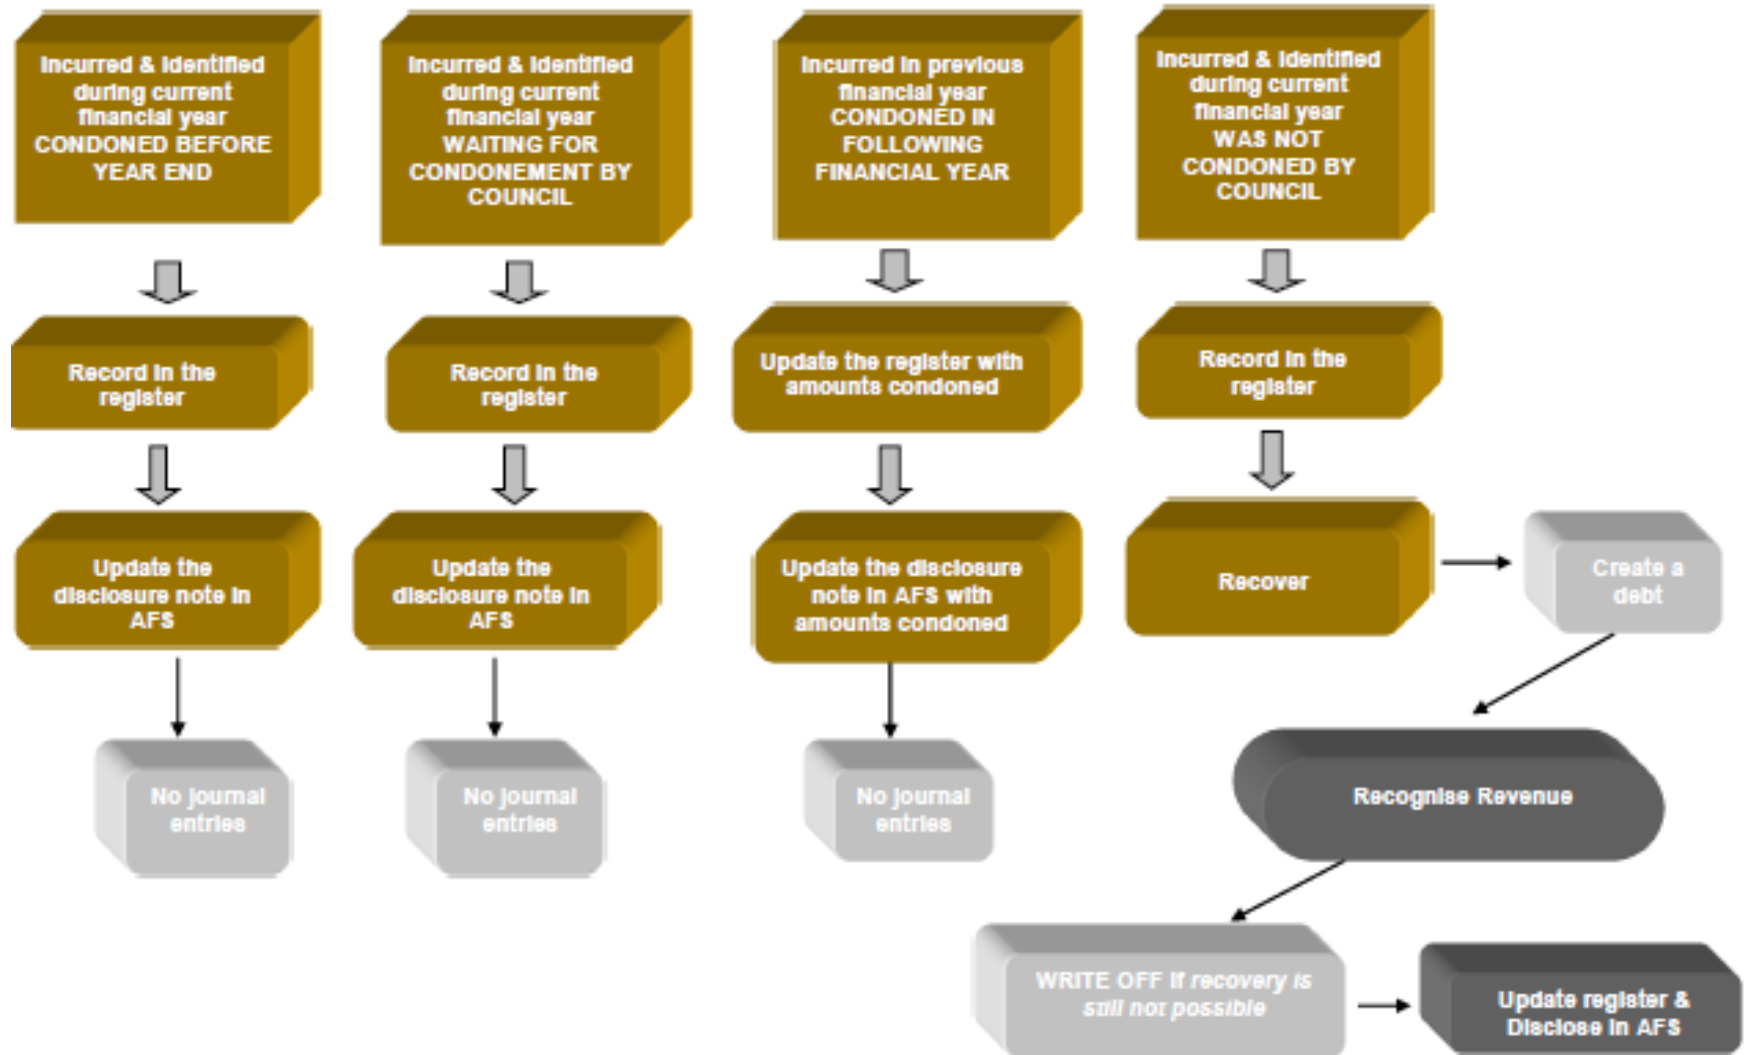 Incurred & Identified
during current
financial year
CONDONED BEFORE
YEAR END
Incurred & Identified
during current
financial year
WAITING FOR
CONDONEMENT BY
COUNCIL
Incurred in previous
financial year
CONDONED IN
FOLLOWING
FINANCIAL YEAR
Incurred & Identified
during current
financial year
WAS NOT
CONDONED BY
COUNCIL
Record in the
register
Record in the
register
Update the register with
amounts condoned
Record in the
register
Update the
disclosure note in
AFS
Update the
disclosure note in
AFS
Update the disclosure
note in AFS with
amounts condoned
Recover
Create a
debt
No journal
entries
No journal
entries
No journal
entries
Recognise Revenue
WRITE OFF if recovery is
still not possible
Update register &
Disclose in AFS